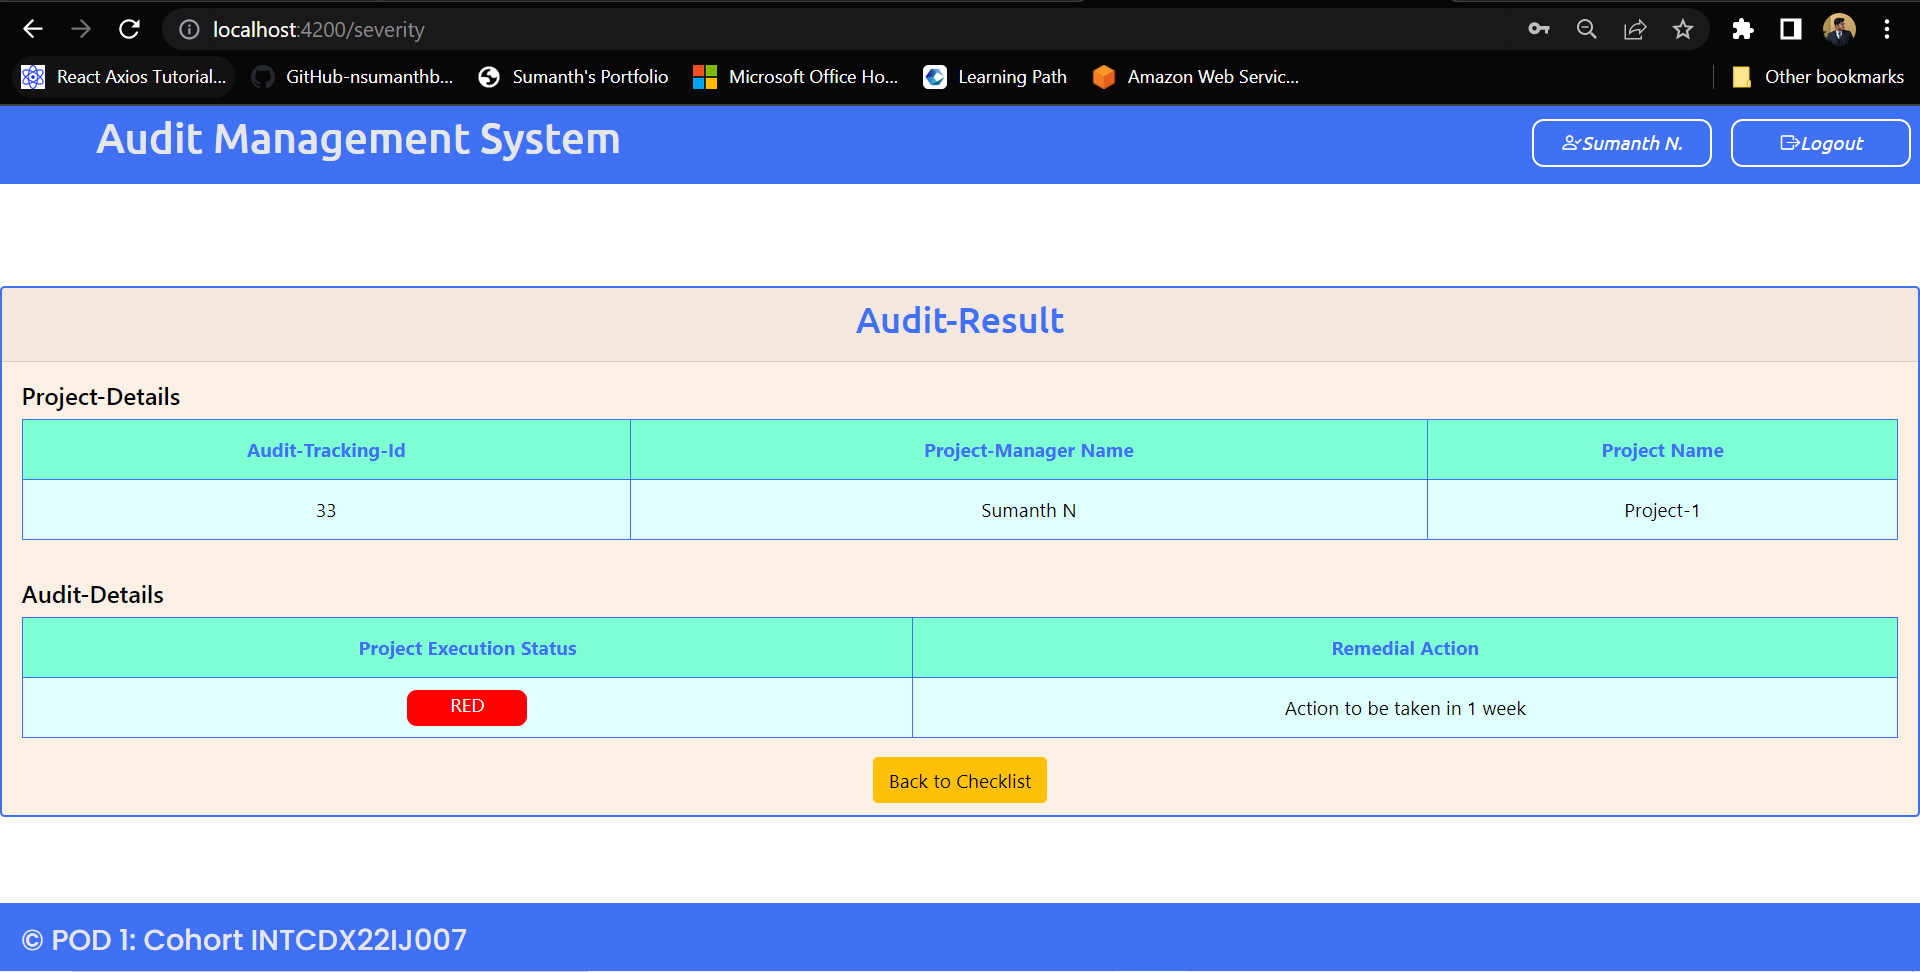 localhost:4200/severity
React Axios Tutorial... GitHub-nsumanthb... Sumanth's Portfolio Microsoft Office Ho... Learning Path Amazon Web Servic... Other bookmarks
Audit Management System Sumanth N. Logout
Audit-Result
Project-Details
Audit-Tracking-Id Project-Manager Name Project Name
33 Sumanth N Project-1
Audit-Details
Project Execution Status Remedial Action
RED Action to be taken in 1 week
Back to Checklist
© POD 1: Cohort INTCDX22IJ007